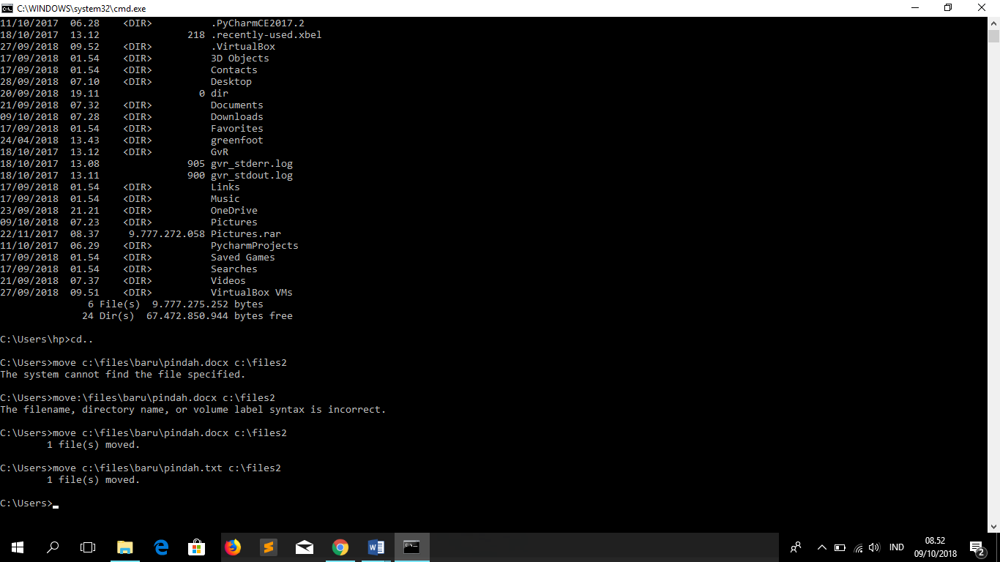 C:\WINDOWS\system32\cmd.exe
11/10/2017  06.28    <DIR>          .PyCharmCE2017.2
18/10/2017  13.12               218 .recently-used.xbel
27/09/2018  09.52    <DIR>          .VirtualBox
17/09/2018  01.54    <DIR>          3D Objects
17/09/2018  01.54    <DIR>          Contacts
28/09/2018  07.10    <DIR>          Desktop
20/09/2018  19.11                 0 dir
21/09/2018  07.32    <DIR>          Documents
09/10/2018  07.28    <DIR>          Downloads
17/09/2018  01.54    <DIR>          Favorites
24/04/2018  13.43    <DIR>          greenfoot
18/10/2017  13.12    <DIR>          GvR
18/10/2017  13.08               905 gvr_stderr.log
18/10/2017  13.11               900 gvr_stdout.log
17/09/2018  01.54    <DIR>          Links
17/09/2018  01.54    <DIR>          Music
23/09/2018  21.21    <DIR>          OneDrive
09/10/2018  07.23    <DIR>          Pictures
22/11/2017  08.37     9.777.272.058 Pictures.rar
11/10/2017  06.29    <DIR>          PycharmProjects
17/09/2018  01.54    <DIR>          Saved Games
17/09/2018  01.54    <DIR>          Searches
21/09/2018  07.37    <DIR>          Videos
27/09/2018  09.51    <DIR>          VirtualBox VMs
6 File(s)  9.777.275.252 bytes
24 Dir(s)  67.472.850.944 bytes free
C:\Users\hp>cd..
C:\Users>move c:\files\baru\pindah.docx c:\files2
The system cannot find the file specified.
C:\Users>move:\files\baru\pindah.docx c:\files2
The filename, directory name, or volume label syntax is incorrect.
C:\Users>move c:\files\baru\pindah.docx c:\files2
1 file(s) moved.
C:\Users>move c:\files\baru\pindah.txt c:\files2
1 file(s) moved.
C:\Users>
IND
08.52
09/10/2018
2